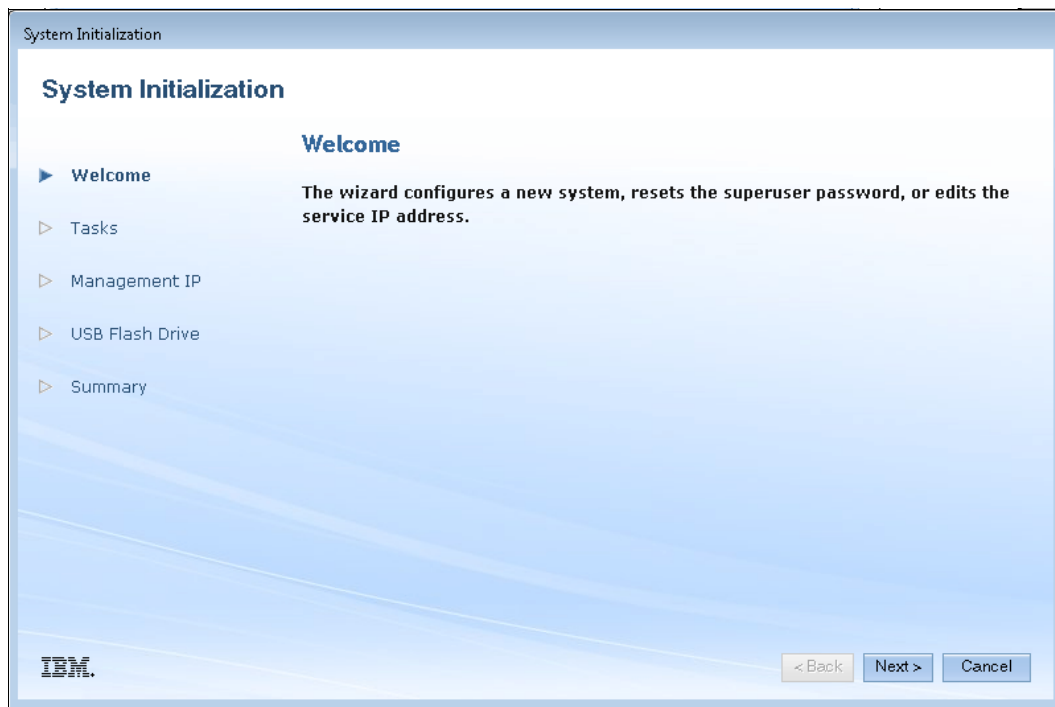 System Initialization
System Initialization
Welcome
Tasks
Management IP
USB Flash Drive
Summary
Welcome
The wizard configures a new system, resets the superuser password, or edits the
service IP address.
IBM.
< Back
Next >
Cancel